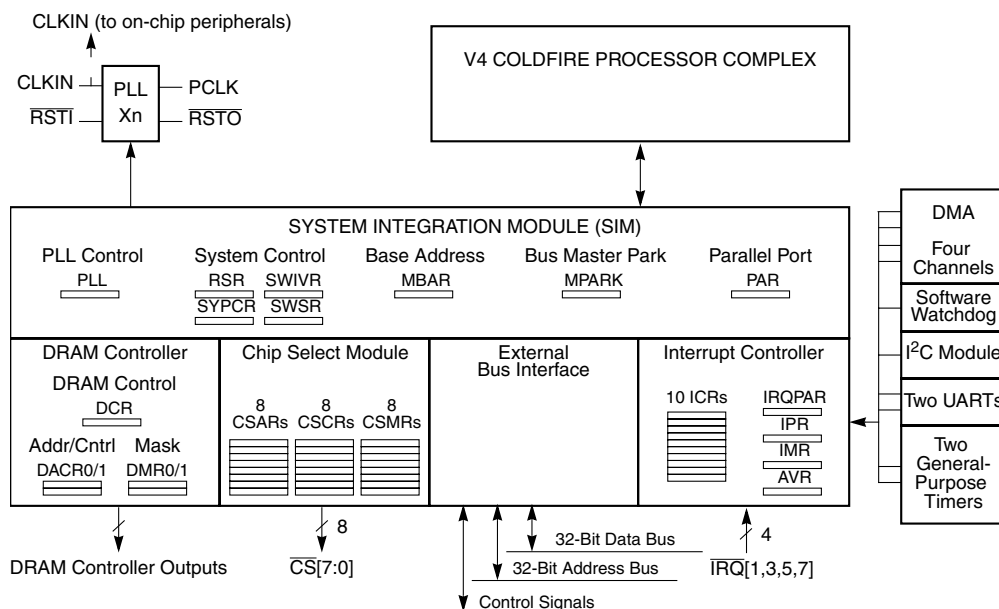 CLKIN (to on-chip peripherals)
CLKIN
PLL
Xn
PCLK
RSTI
RSTO
V4 COLDFIRE PROCESSOR COMPLEX
SYSTEM INTEGRATION MODULE (SIM)
PLL Control
PLL
System Control
RSR
SWIVR
SYPCR
SWSR
Base Address
MBAR
Bus Master Park
MPARK
Parallel Port
PAR
DRAM Controller
DRAM Control
DCR
Addr/Cntrl
Mask
DACR0/1
DMR0/1
Chip Select Module
8
CSARs
8
CSCRs
8
CSMRs
External
Bus Interface
Interrupt Controller
10 ICRs
IRQPAR
IPR
IMR
AVR
DMA
Four
Channels
Software
Watchdog
I²C Module
Two UARTs
Two
General-
Purpose
Timers
DRAM Controller Outputs
8
CS[7:0]
32-Bit Data Bus
32-Bit Address Bus
Control Signals
4
IRQ[1,3,5,7]